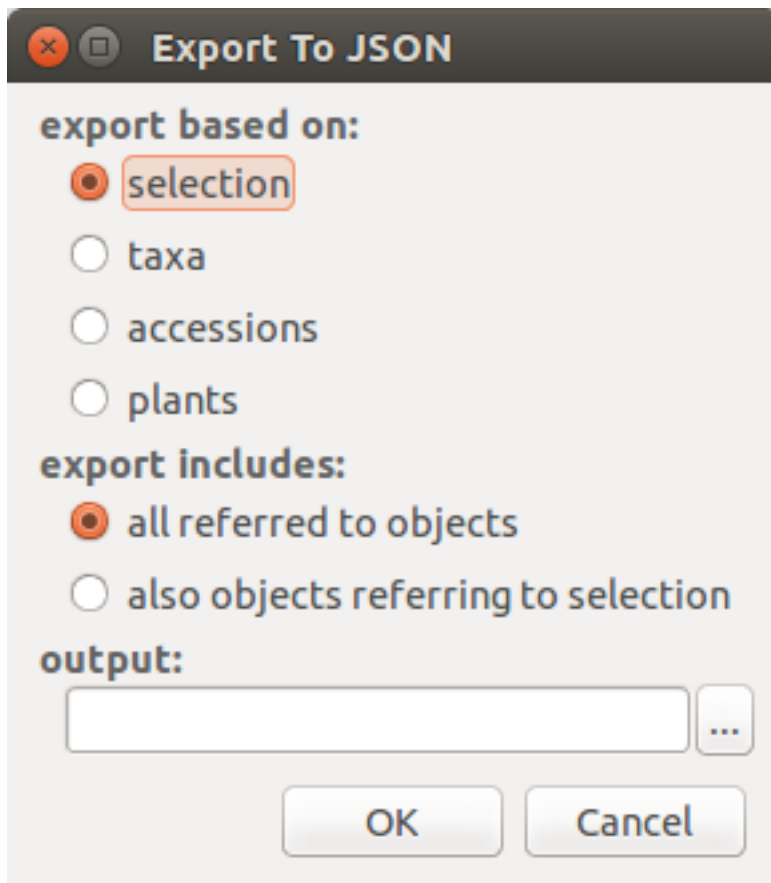 Export To JSON
export based on:
selection
taxa
accessions
plants
export includes:
all referred to objects
also objects referring to selection
output:
...
OK Cancel